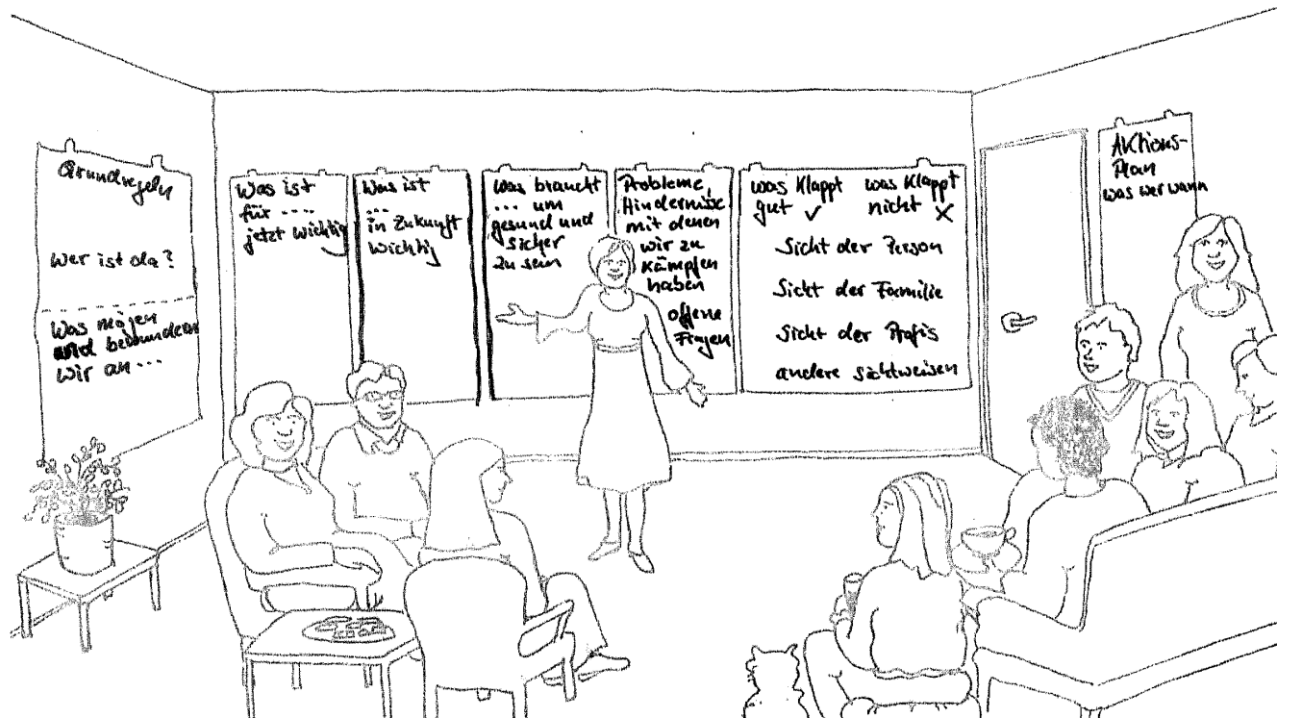 Grundregeln
Wer ist da?
Was mögen
und bewundern
wir an ...
Was ist
für ....
jetzt wichtig
Was ist
...
in Zukunft
wichtig
Was braucht
... um
gesund und
sicher
zu sein
Probleme,
Hindernisse
mit denen
wir zu
kämpfen
haben
offene
Fragen
was klappt
gut ✓
was klappt
nicht ✗
Sicht der Person
Sicht der Familie
Sicht der Profis
andere Sichtweisen
Aktions-
Plan
was wer wann